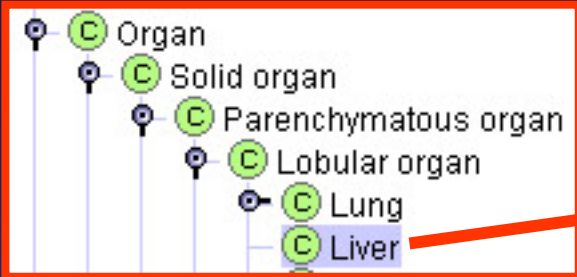 C Organ
C Solid organ
C Parenchymatous organ
C Lobular organ
C Lung
C Liver